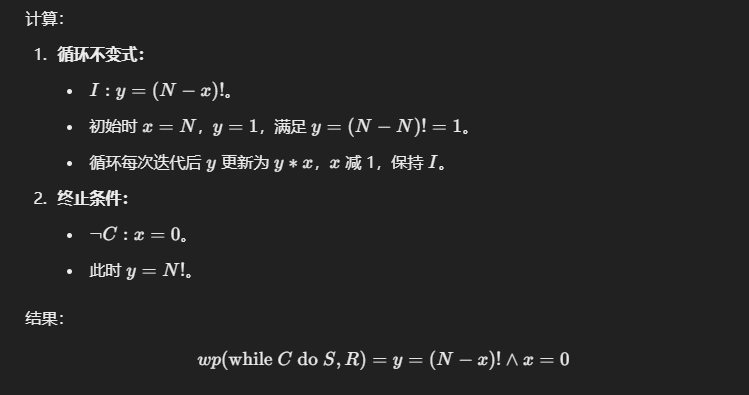 计算：
1. 循环不变式：
• I : y = (N − x)!。
• 初始时 x = N，y = 1，满足 y = (N − N)! = 1。
• 循环每次迭代后 y 更新为 y ∗ x，x 减 1，保持 I。
2. 终止条件：
• ¬C : x = 0。
• 此时 y = N!。
结果：
wp(while C do S, R) = y = (N − x)! ∧ x = 0